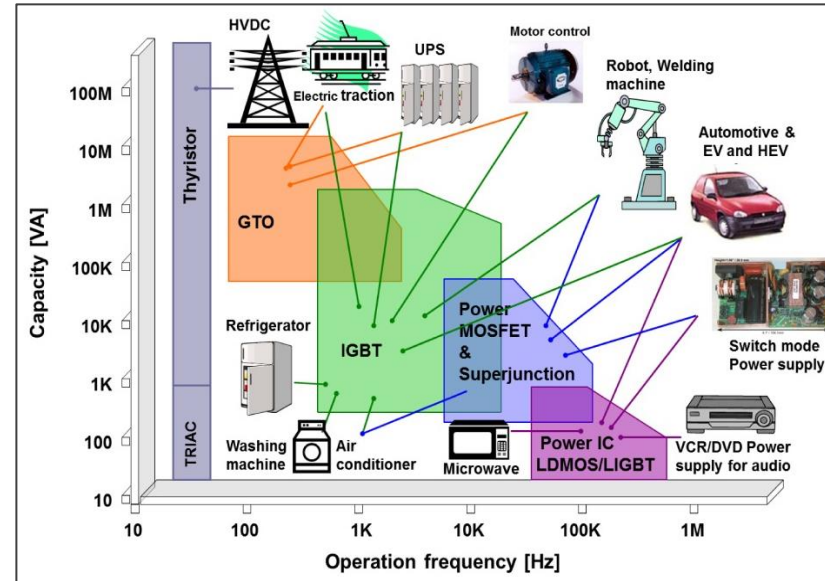 HVDC
UPS
Motor control
Electric traction
Robot, Welding
machine
Automotive &
EV and HEV
100M
10M
1M
100K
10K
1K
100
10
Capacity [VA]
Thyristor
TRIAC
GTO
IGBT
Power
MOSFET
&
Superjunction
Power IC
LDMOS/LIGBT
Refrigerator
Washing
machine
Air
conditioner
Microwave
Switch mode
Power supply
VCR/DVD Power
supply for audio
10
100
1K
10K
100K
1M
Operation frequency [Hz]